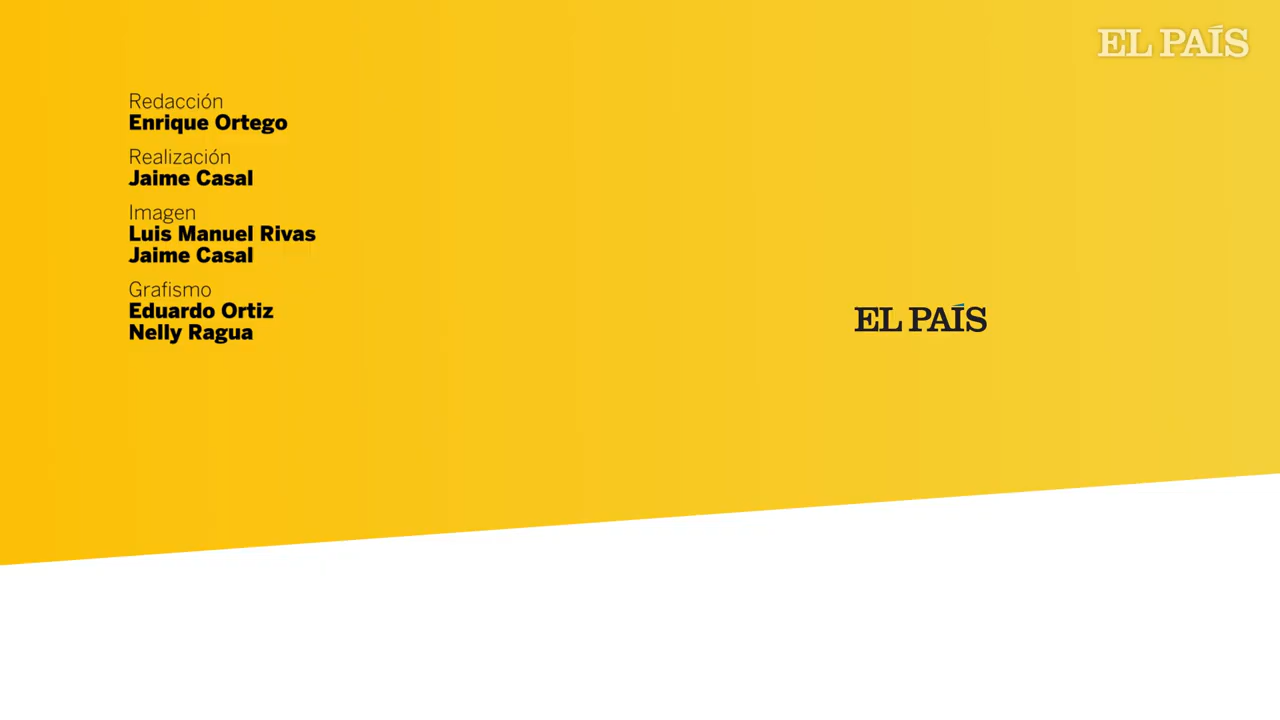 EL PAÍS
Redacción
Enrique Ortego
Realización
Jaime Casal
Imagen
Luis Manuel Rivas
Jaime Casal
Grafismo
Eduardo Ortiz
Nelly Ragua
EL PAÍS